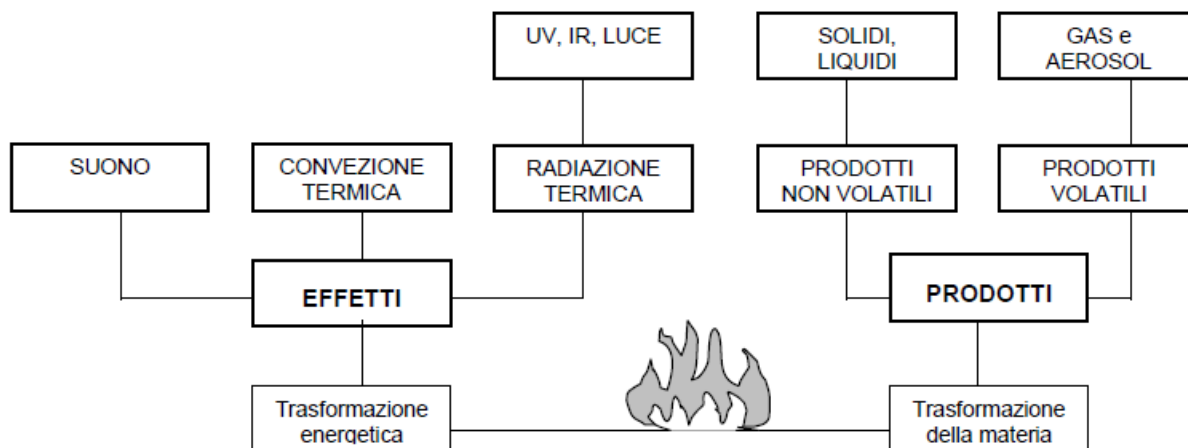 UV, IR, LUCE
SOLIDI,
LIQUIDI
GAS e
AEROSOL
SUONO
CONVEZIONE
TERMICA
RADIAZIONE
TERMICA
PRODOTTI
NON VOLATILI
PRODOTTI
VOLATILI
EFFETTI
PRODOTTI
Trasformazione
energetica
Trasformazione
della materia